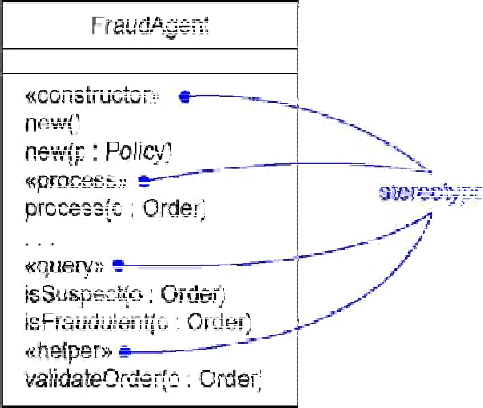 FraudAgent
«constructor»
new()
new(p : Policy)
«process»
process(o : Order)
. . .
«query»
isSuspect(o : Order)
isFraudulent(o : Order)
«helper»
validateOrder(o : Order)
stereotype